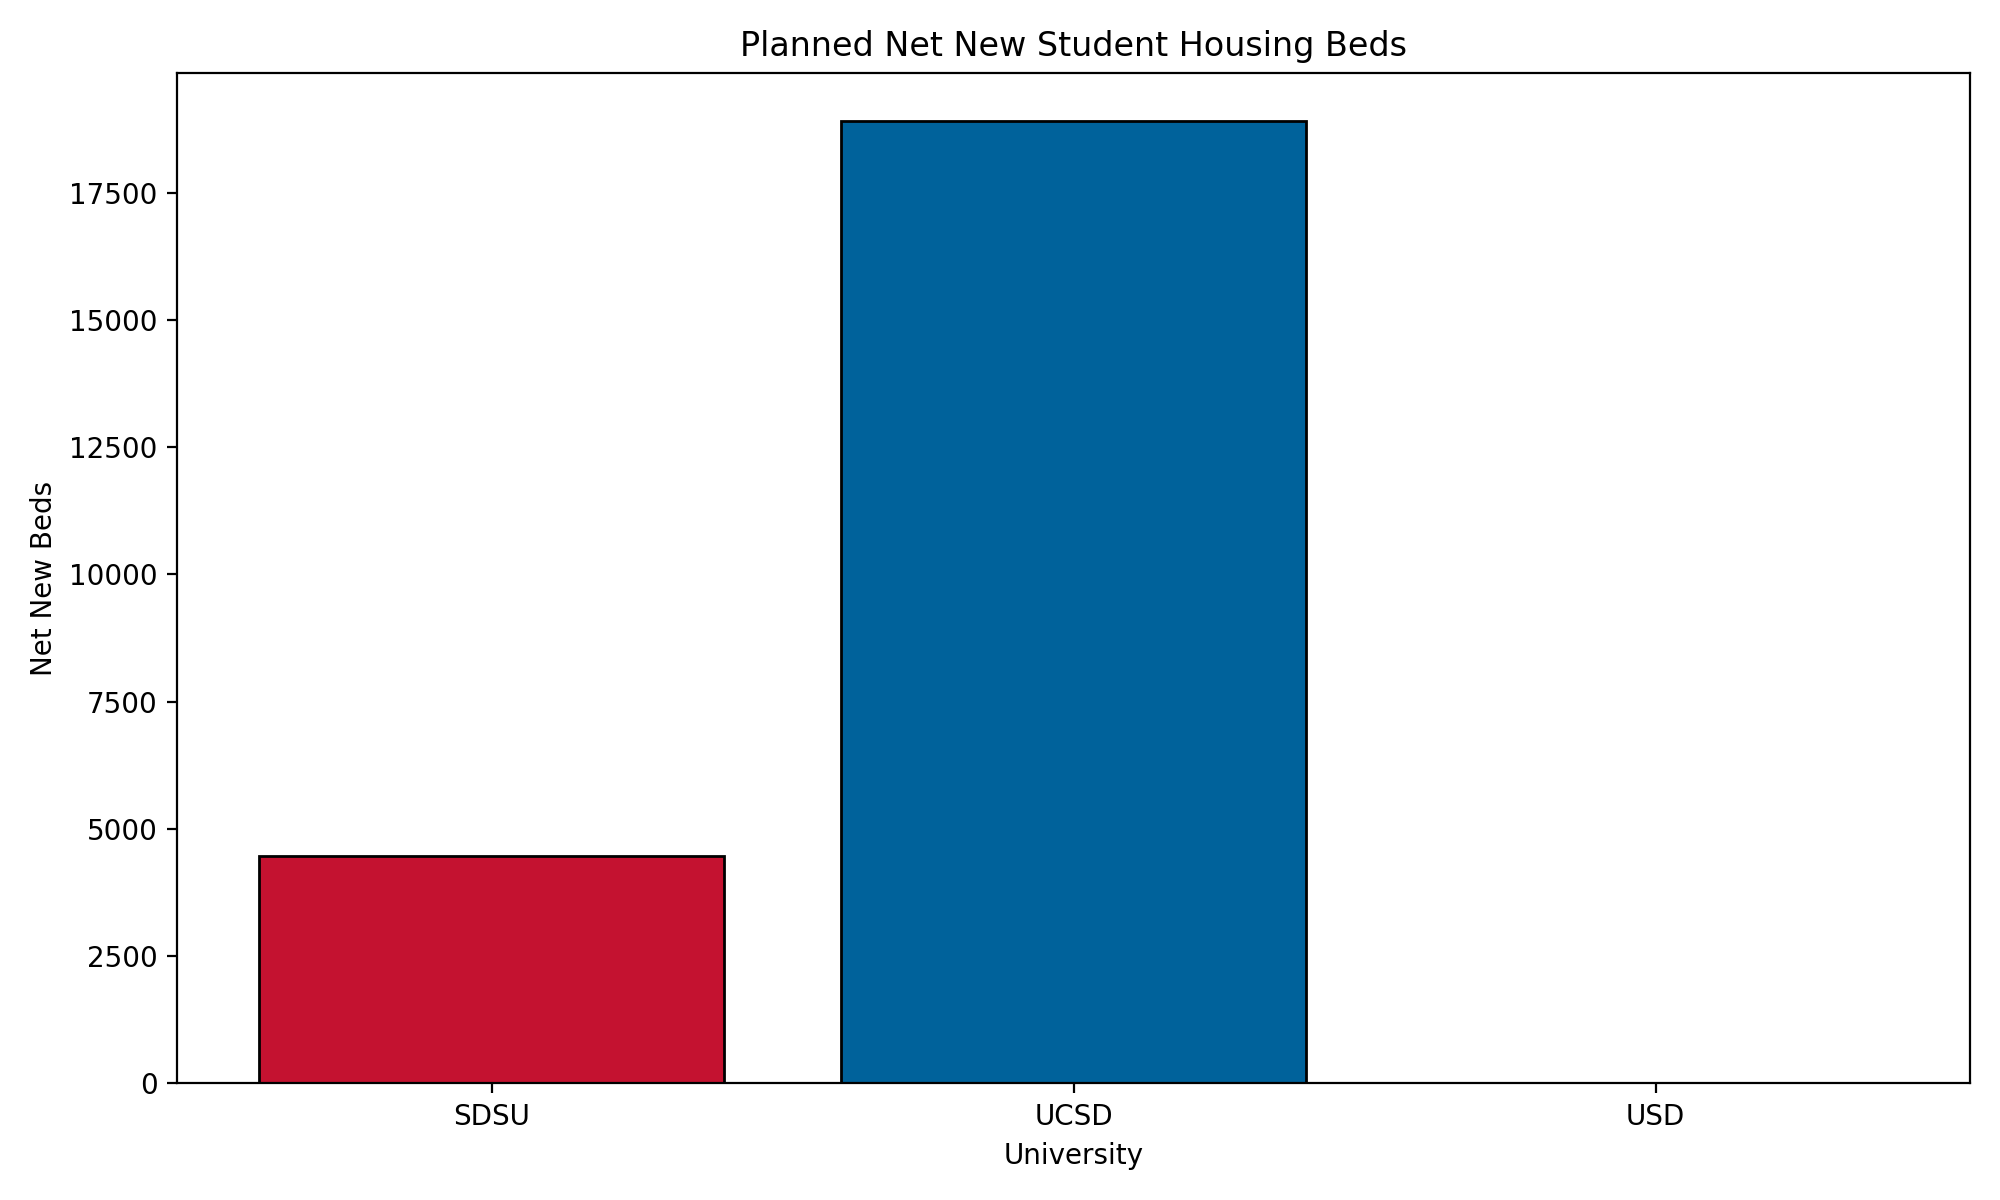 Planned Net New Student Housing Beds
Net New Beds
17500
15000
12500
10000
7500
5000
2500
0
SDSU UCSD USD
University